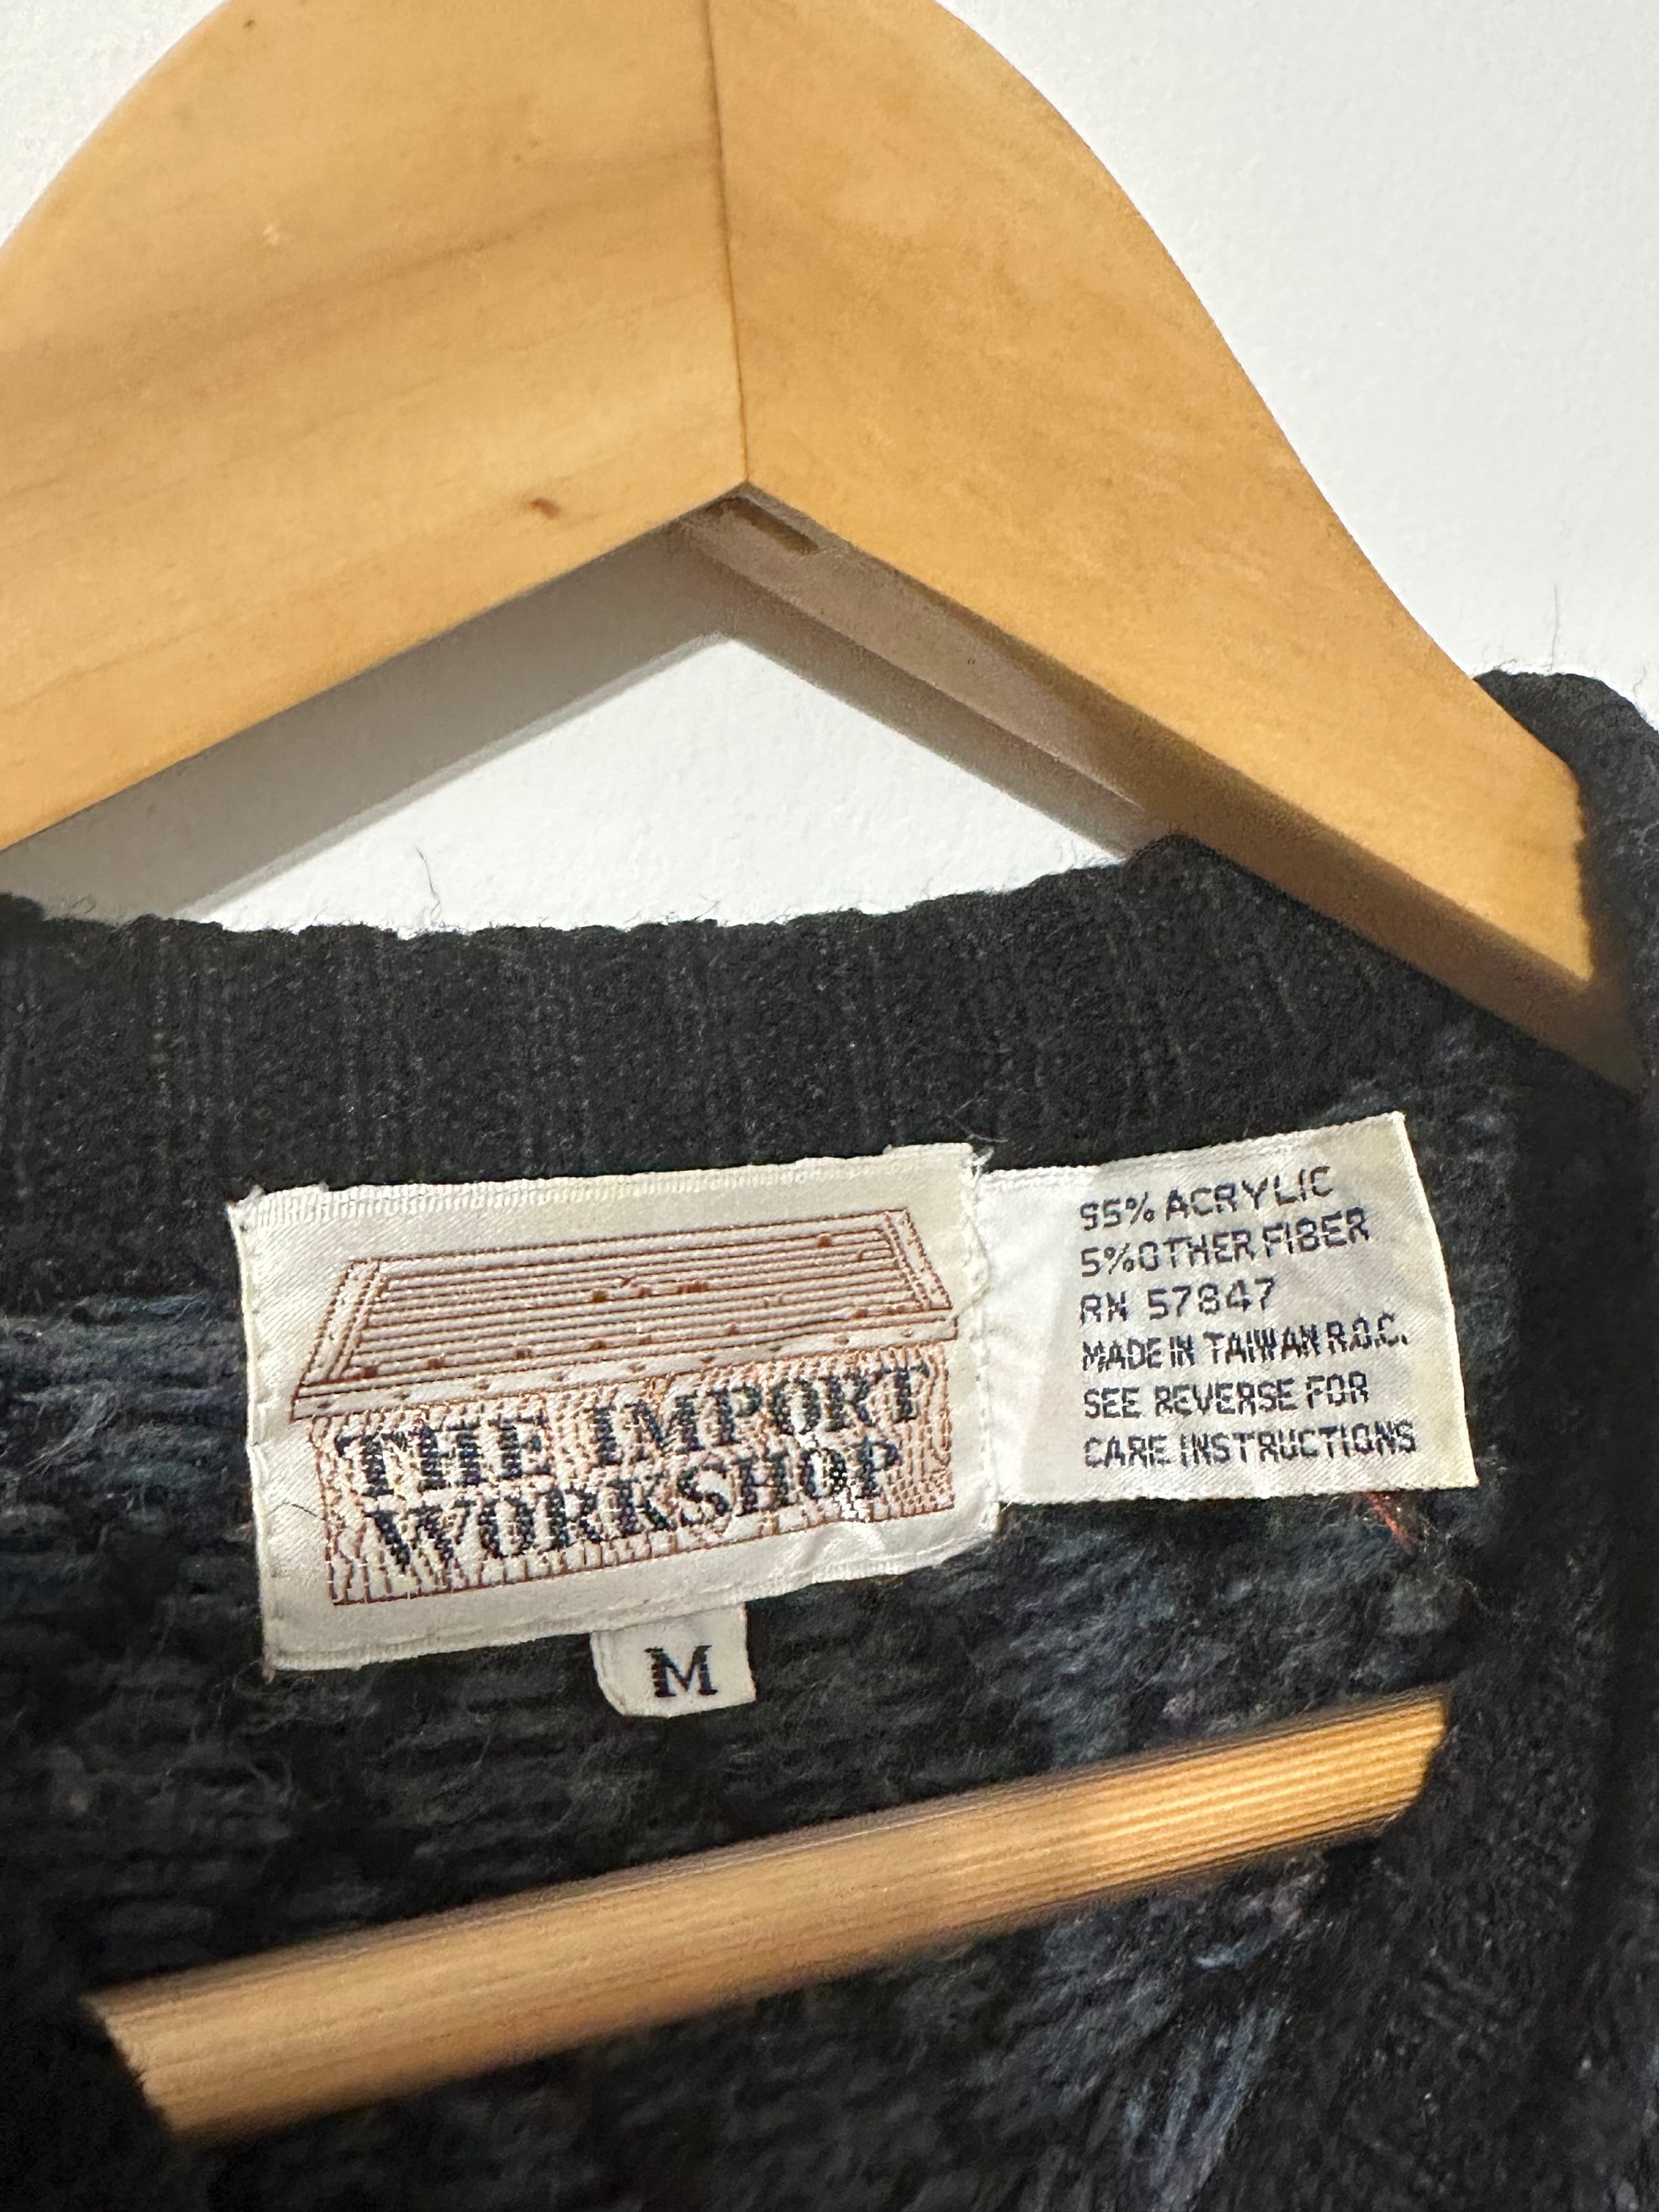 THE IMPORT
WORKSHOP
M
95% ACRYLIC
5% OTHER FIBER
RN 57847
MADE IN TAIWAN R.O.C.
SEE REVERSE FOR
CARE INSTRUCTIONS